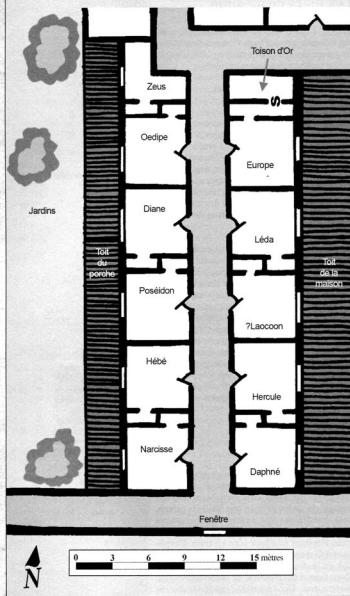 Toison d'Or
S
Zeus
Oedipe
Europe
Diane
Jardins
Léda
Toit
du
porche
Toit
de la
maison
Poséidon
?Laocoon
Hébé
Hercule
Narcisse
Daphné
Fenêtre
N
0 3 6 9 12 15 mètres